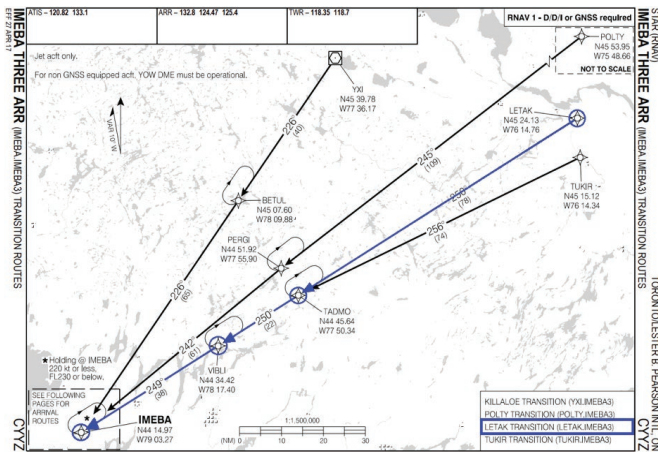 IMEBA THREE ARR (IMEBA.IMEBA3) TRANSITION ROUTES
EFF 27 APR 17
CYYZ
ATIS – 120.82 133.1
ARR – 132.8 124.47 125.4
TWR – 118.35 118.7
RNAV 1 - D/D/I or GNSS required
Jet acft only.
For non GNSS equipped acft. YOW DME must be operational.
VAR 10° W
POLTY
N45 53.95
W75 48.66
NOT TO SCALE
YXI
N45 39.78
W77 36.17
LETAK
N45 24.13
W76 14.76
226°
(40)
245°
(109)
TUKIR
N45 15.12
W76 14.34
BETUL
N45 07.60
W78 09.88
(78)
256°
(74)
PERGI
N44 51.92
W77 55.90
226°
(65)
TADMO
N44 45.64
W77 50.34
250°
(22)
242°
(61)
VIBLI
N44 34.42
W78 17.40
249°
(38)
★ Holding @ IMEBA
220 kt or less,
FL230 or below.
SEE FOLLOWING
PAGES FOR
ARRIVAL
ROUTES
★
IMEBA
N44 14.97
W79 03.27
1:1 500 000
(NM) 0 10 20 30
KILLALOE TRANSITION (YXI.IMEBA3)
POLTY TRANSITION (POLTY.IMEBA3)
LETAK TRANSITION (LETAK.IMEBA3)
TUKIR TRANSITION (TUKIR.IMEBA3)
STAR (RNAV)
IMEBA THREE ARR (IMEBA.IMEBA3) TRANSITION ROUTES
TORONTO/LESTER B. PEARSON INTL, ON
CYYZ